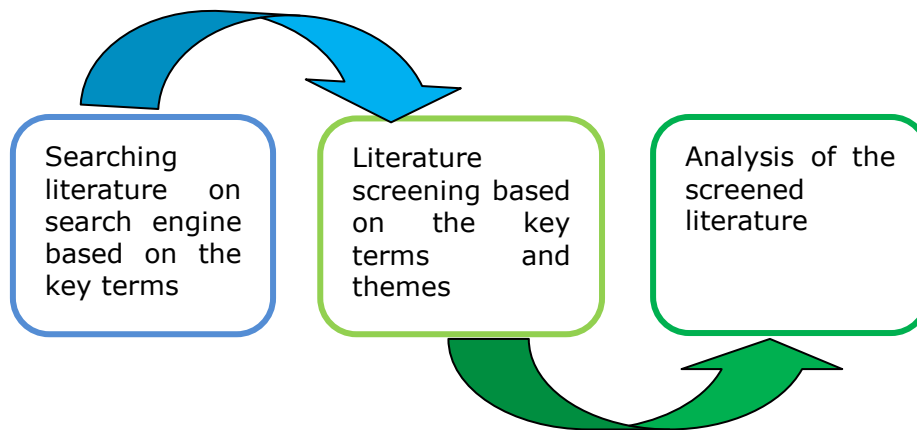 Searching
literature on
search engine
based on the
key terms
Literature
screening based
on the key
terms and
themes
Analysis of the
screened
literature